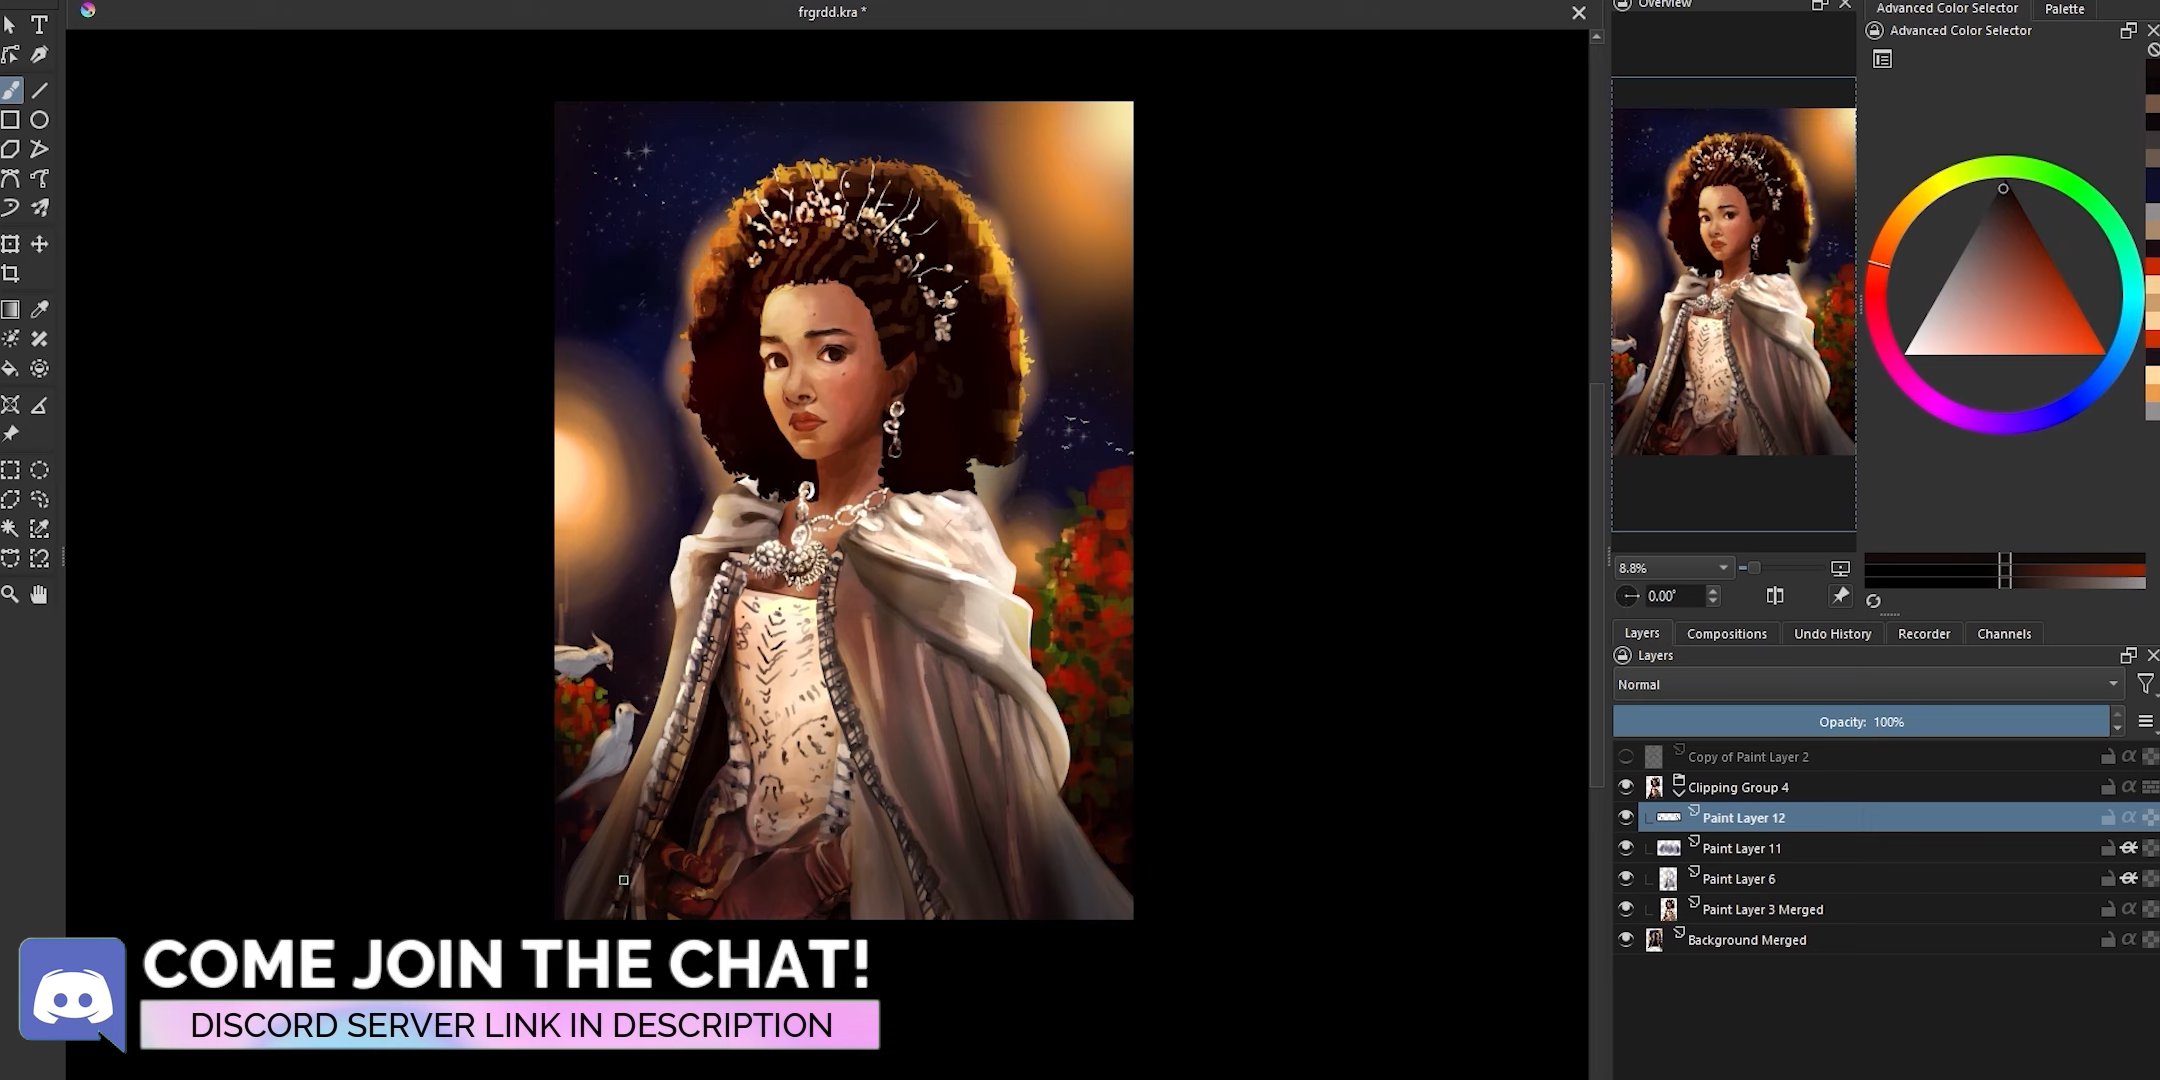 frgrdd.kra *
Overview
Advanced Color Selector
Palette
Advanced Color Selector
8.8%
0.00°
Layers
Compositions
Undo History
Recorder
Channels
Layers
Normal
Opacity: 100%
Copy of Paint Layer 2
Clipping Group 4
Paint Layer 12
Paint Layer 11
Paint Layer 6
Paint Layer 3 Merged
Background Merged
COME JOIN THE CHAT!
DISCORD SERVER LINK IN DESCRIPTION